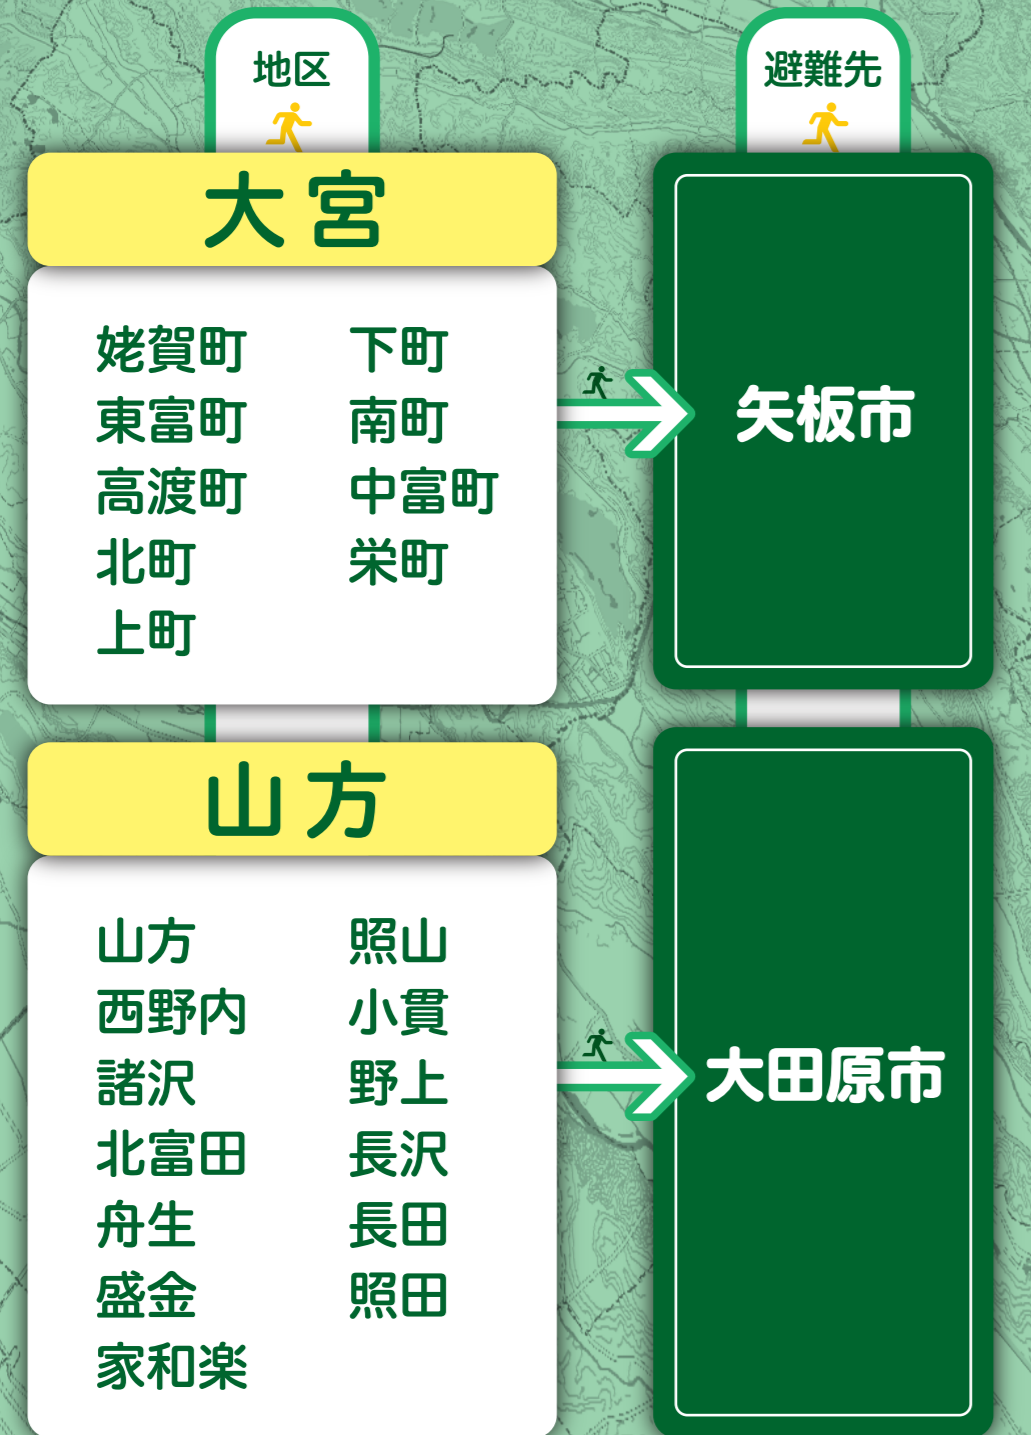 地区
避難先
大宮
姥賀町 下町
東富町 南町
高渡町 中富町
北町 栄町
上町
矢板市
山方
山方 照山
西野内 小貫
諸沢 野上
北富田 長沢
舟生 長田
盛金 照田
家和楽
大田原市